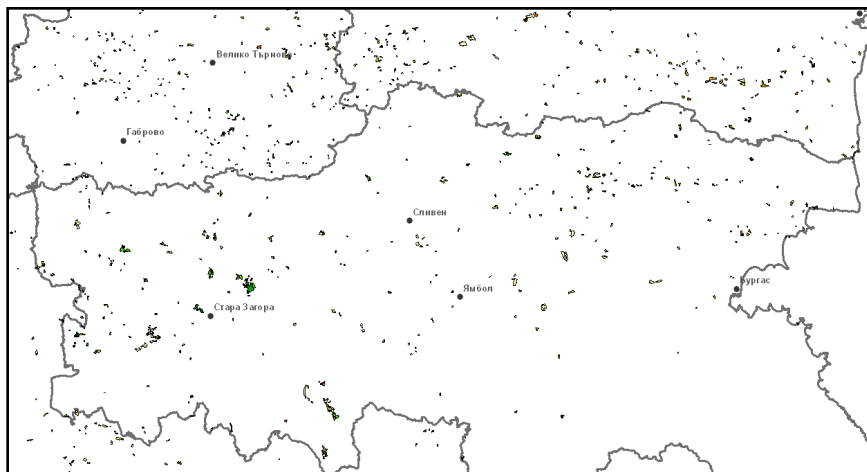 Велико Търново
Габрово
Сливен
Ямбол
Бургас
Стара Загора